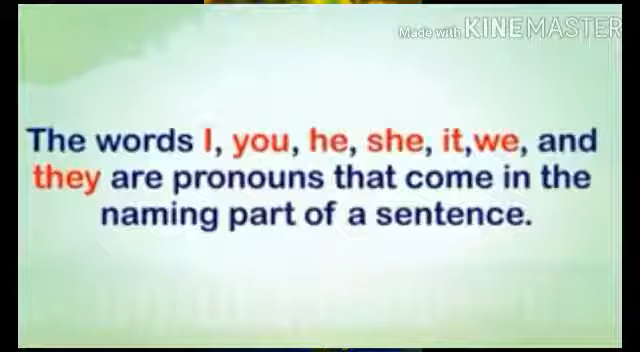 Made with KINEMASTER
The words I, you, he, she, it,we, and
they are pronouns that come in the
naming part of a sentence.